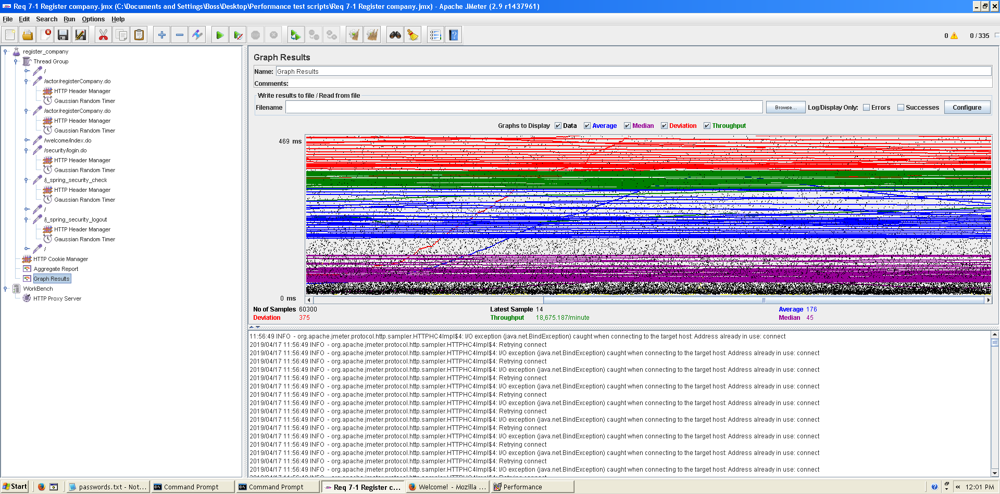 Req 7-1 Register company.jmx (C:\Documents and Settings\Boss\Desktop\Performance test scripts\Req 7-1 Register company.jmx) - Apache JMeter (2.9 r1437961)
File Edit Search Run Options Help
0 0 / 335
register_company
Thread Group
/
/actor/registerCompany.do
HTTP Header Manager
Gaussian Random Timer
/actor/registerCompany.do
HTTP Header Manager
Gaussian Random Timer
/welcome/index.do
/security/login.do
HTTP Header Manager
Gaussian Random Timer
/j_spring_security_check
HTTP Header Manager
Gaussian Random Timer
/
/j_spring_security_logout
HTTP Header Manager
Gaussian Random Timer
/
HTTP Cookie Manager
Aggregate Report
Graph Results
WorkBench
HTTP Proxy Server
Graph Results
Name: Graph Results
Comments:
Write results to file / Read from file
Filename Browse... Log/Display Only: Errors Successes Configure
Graphs to Display Data Average Median Deviation Throughput
469 ms
0 ms
No of Samples 60300 Latest Sample 14 Average 176
Deviation 375 Throughput 18,675.187/minute Median 45
11:56:49 INFO - org.apache.jmeter.protocol.http.sampler.HTTPHC4Impl$4: I/O exception (java.net.BindException) caught when connecting to the target host: Address already in use: connect
2019/04/17 11:56:49 INFO - org.apache.jmeter.protocol.http.sampler.HTTPHC4Impl$4: Retrying connect
2019/04/17 11:56:49 INFO - org.apache.jmeter.protocol.http.sampler.HTTPHC4Impl$4: I/O exception (java.net.BindException) caught when connecting to the target host: Address already in use: connect
2019/04/17 11:56:49 INFO - org.apache.jmeter.protocol.http.sampler.HTTPHC4Impl$4: Retrying connect
2019/04/17 11:56:49 INFO - org.apache.jmeter.protocol.http.sampler.HTTPHC4Impl$4: I/O exception (java.net.BindException) caught when connecting to the target host: Address already in use: connect
2019/04/17 11:56:49 INFO - org.apache.jmeter.protocol.http.sampler.HTTPHC4Impl$4: Retrying connect
2019/04/17 11:56:49 INFO - org.apache.jmeter.protocol.http.sampler.HTTPHC4Impl$4: I/O exception (java.net.BindException) caught when connecting to the target host: Address already in use: connect
2019/04/17 11:56:49 INFO - org.apache.jmeter.protocol.http.sampler.HTTPHC4Impl$4: Retrying connect
2019/04/17 11:56:49 INFO - org.apache.jmeter.protocol.http.sampler.HTTPHC4Impl$4: I/O exception (java.net.BindException) caught when connecting to the target host: Address already in use: connect
2019/04/17 11:56:49 INFO - org.apache.jmeter.protocol.http.sampler.HTTPHC4Impl$4: Retrying connect
2019/04/17 11:56:49 INFO - org.apache.jmeter.protocol.http.sampler.HTTPHC4Impl$4: I/O exception (java.net.BindException) caught when connecting to the target host: Address already in use: connect
2019/04/17 11:56:49 INFO - org.apache.jmeter.protocol.http.sampler.HTTPHC4Impl$4: Retrying connect
2019/04/17 11:56:49 INFO - org.apache.jmeter.protocol.http.sampler.HTTPHC4Impl$4: I/O exception (java.net.BindException) caught when connecting to the target host: Address already in use: connect
2019/04/17 11:56:49 INFO - org.apache.jmeter.protocol.http.sampler.HTTPHC4Impl$4: Retrying connect
2019/04/17 11:56:49 INFO - org.apache.jmeter.protocol.http.sampler.HTTPHC4Impl$4: I/O exception (java.net.BindException) caught when connecting to the target host: Address already in use: connect
2019/04/17 11:56:49 INFO - org.apache.jmeter.protocol.http.sampler.HTTPHC4Impl$4: Retrying connect
2019/04/17 11:56:49 INFO - org.apache.jmeter.protocol.http.sampler.HTTPHC4Impl$4: I/O exception (java.net.BindException) caught when connecting to the target host: Address already in use: connect
2019/04/17 11:56:49 INFO - org.apache.jmeter.protocol.http.sampler.HTTPHC4Impl$4: Retrying connect
Start passwords.txt - Not... Command Prompt Command Prompt Req 7-1 Register c... Welcome! - Mozilla ... Performance 12:01 PM